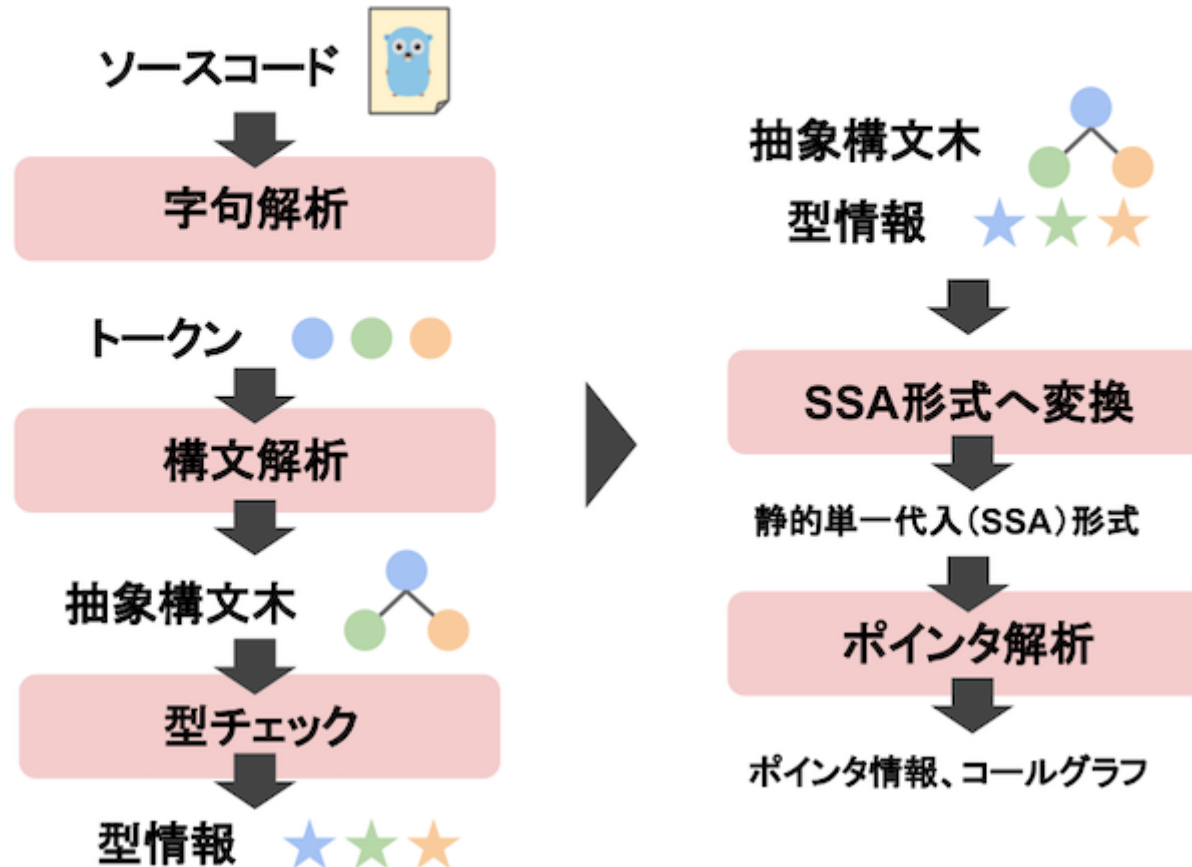 ソースコード
字句解析
トークン
構文解析
抽象構文木
型チェック
型情報
抽象構文木
型情報
SSA形式へ変換
静的単一代入(SSA)形式
ポインタ解析
ポインタ情報、コールグラフ